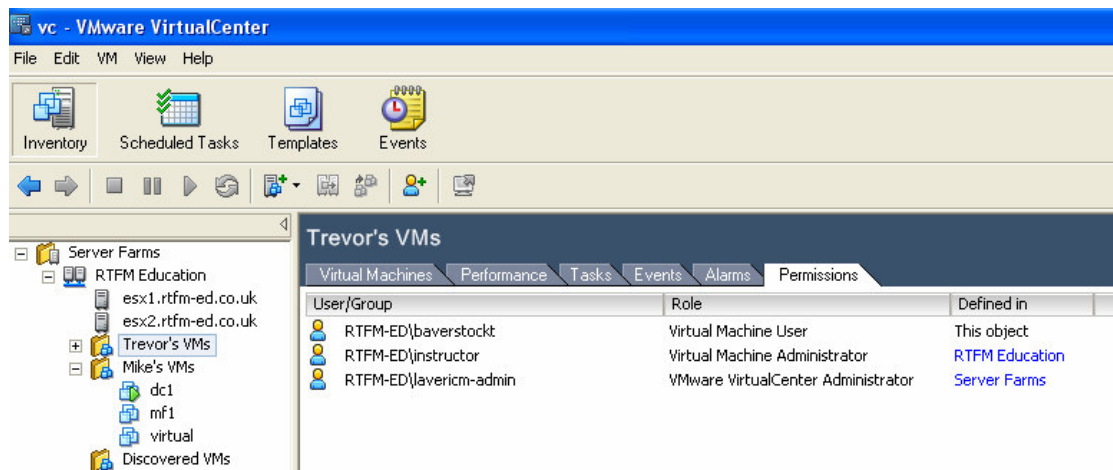 vc - VMware VirtualCenter
File Edit VM View Help
Inventory Scheduled Tasks Templates Events
Server Farms
RTFM Education
esx1.rtfm-ed.co.uk
esx2.rtfm-ed.co.uk
Trevor's VMs
Mike's VMs
dc1
mf1
virtual
Discovered VMs
Trevor's VMs
Virtual Machines Performance Tasks Events Alarms Permissions
User/Group Role Defined in
RTFM-ED\baverstockt Virtual Machine User This object
RTFM-ED\instructor Virtual Machine Administrator RTFM Education
RTFM-ED\lavericm-admin VMware VirtualCenter Administrator Server Farms